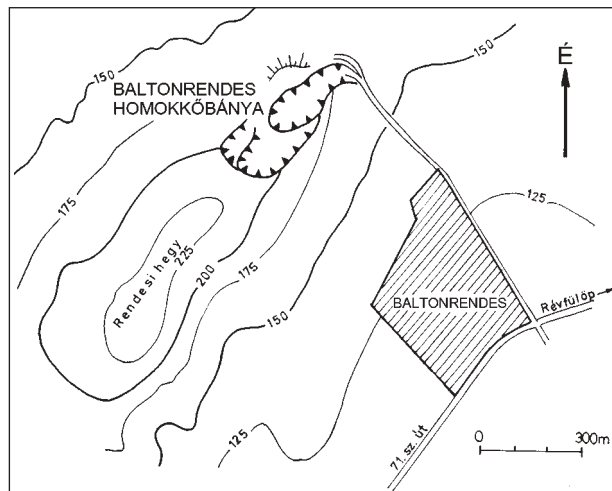 150
150
É
BALTONRENDES
HOMOKKŐBÁNYA
175
125
Rendesi hegy
225
200
175
BALTONRENDES
Révfülöp
150
125
71. sz. út
0 300m